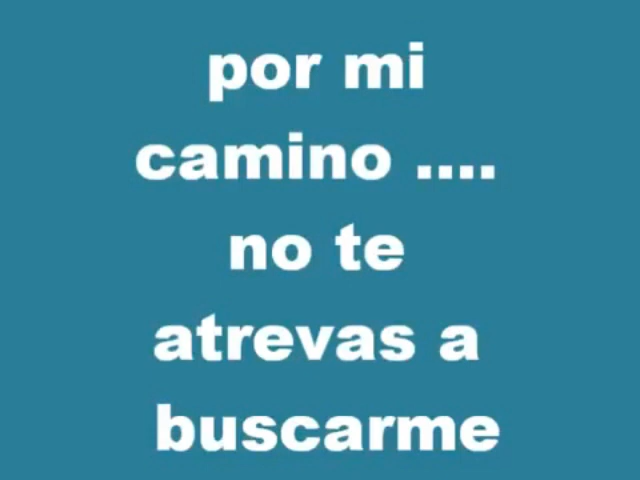 por mi
camino ....
no te
atrevas a
buscarme